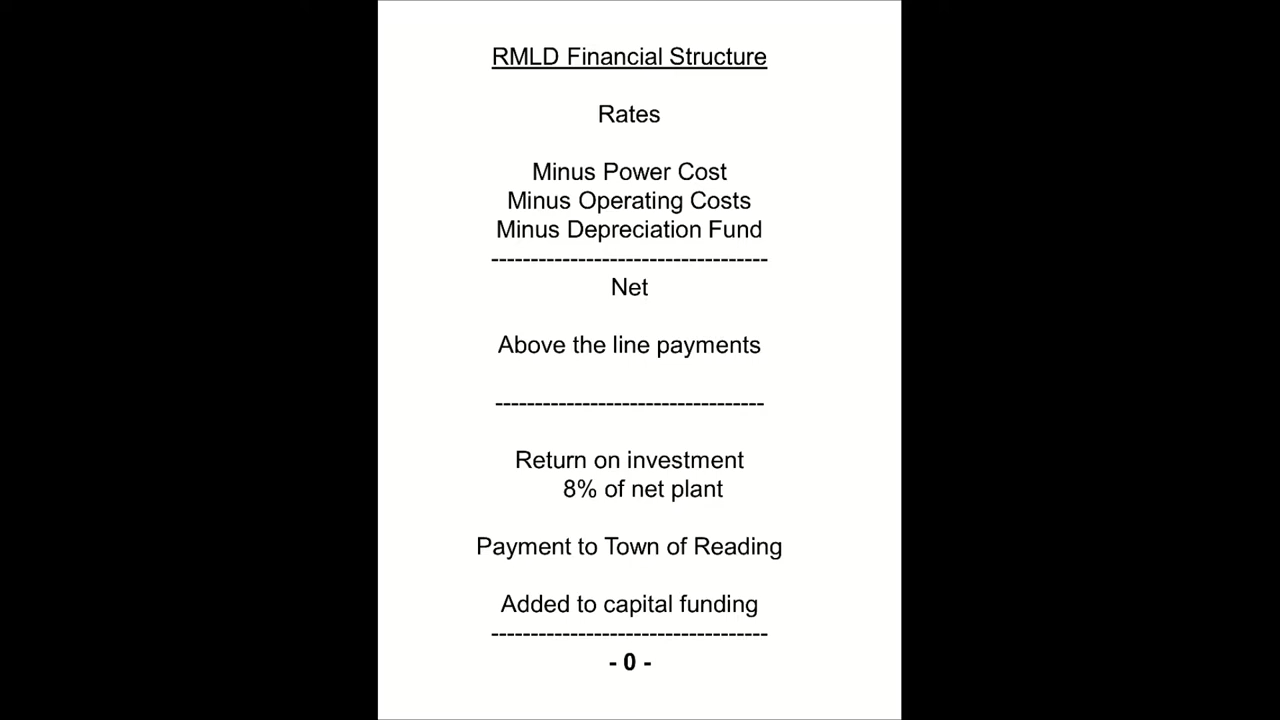 RMLD Financial Structure
Rates
Minus Power Cost
Minus Operating Costs
Minus Depreciation Fund
-----------------------------------
Net
Above the line payments
----------------------------------
Return on investment
8% of net plant
Payment to Town of Reading
Added to capital funding
-----------------------------------
- 0 -